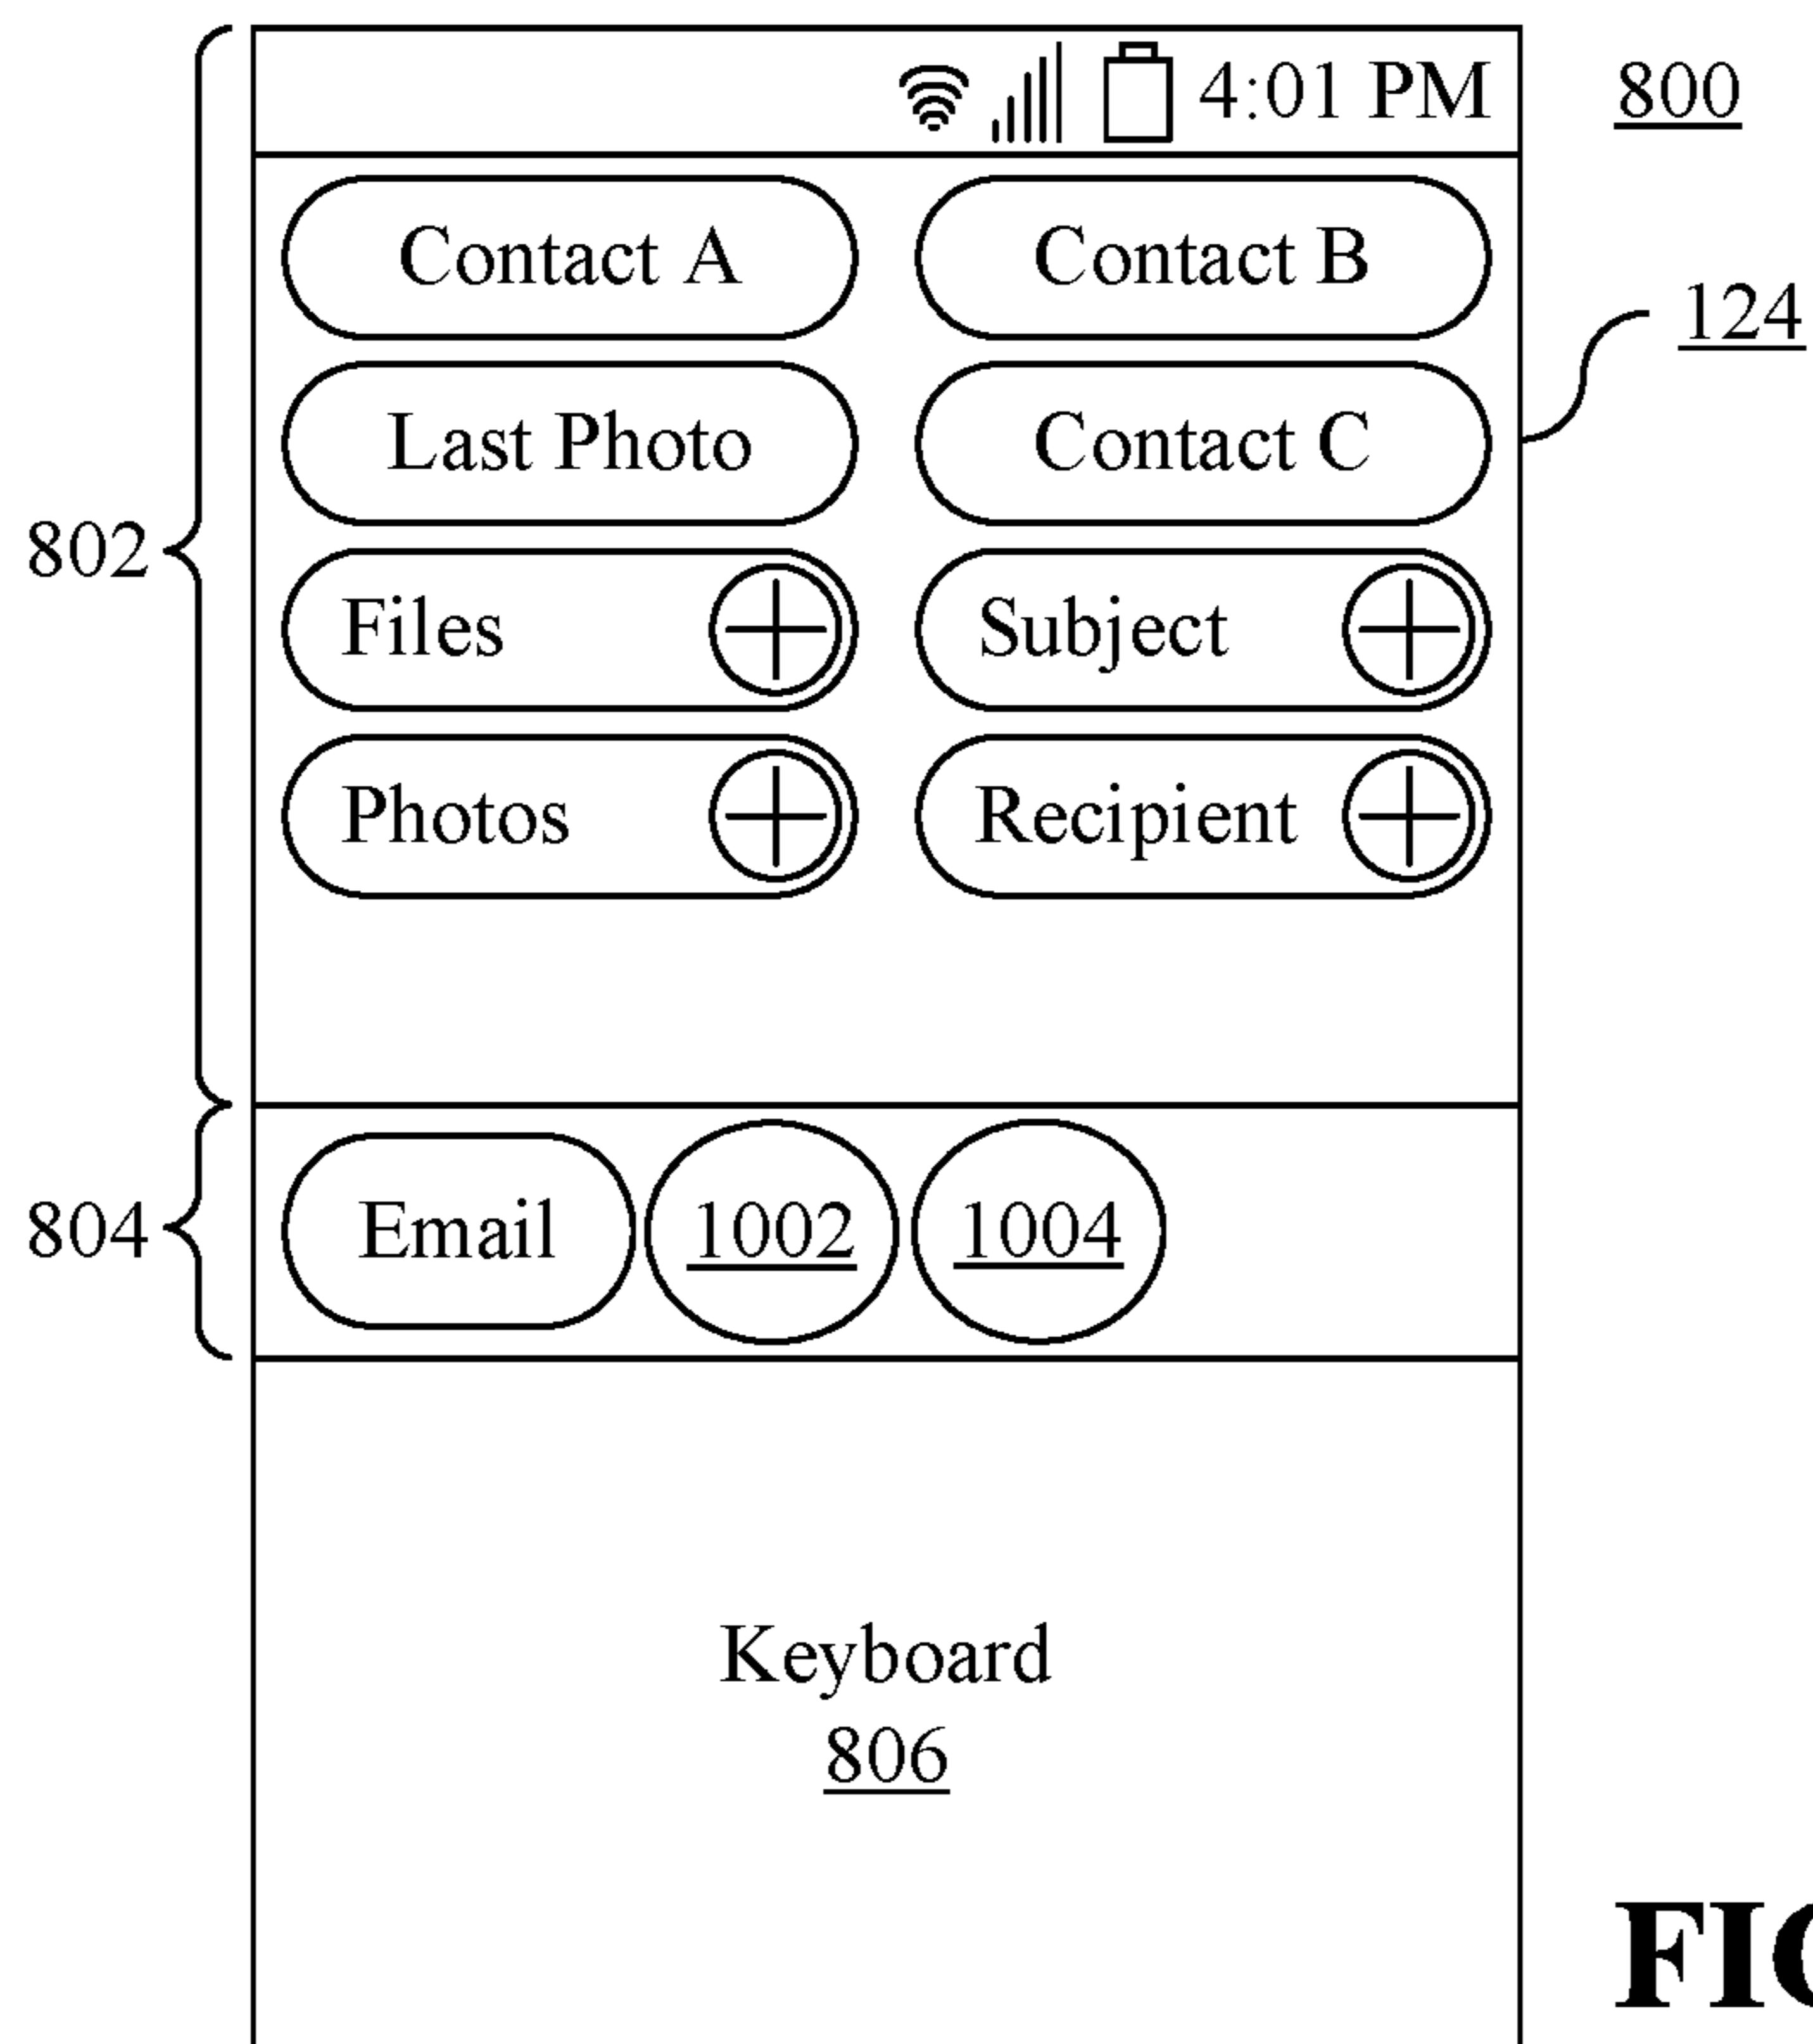 4:01 PM 800
Contact A Contact B
124
Last Photo Contact C
802
Files Subject
Photos Recipient
804 Email 1002 1004
Keyboard
806